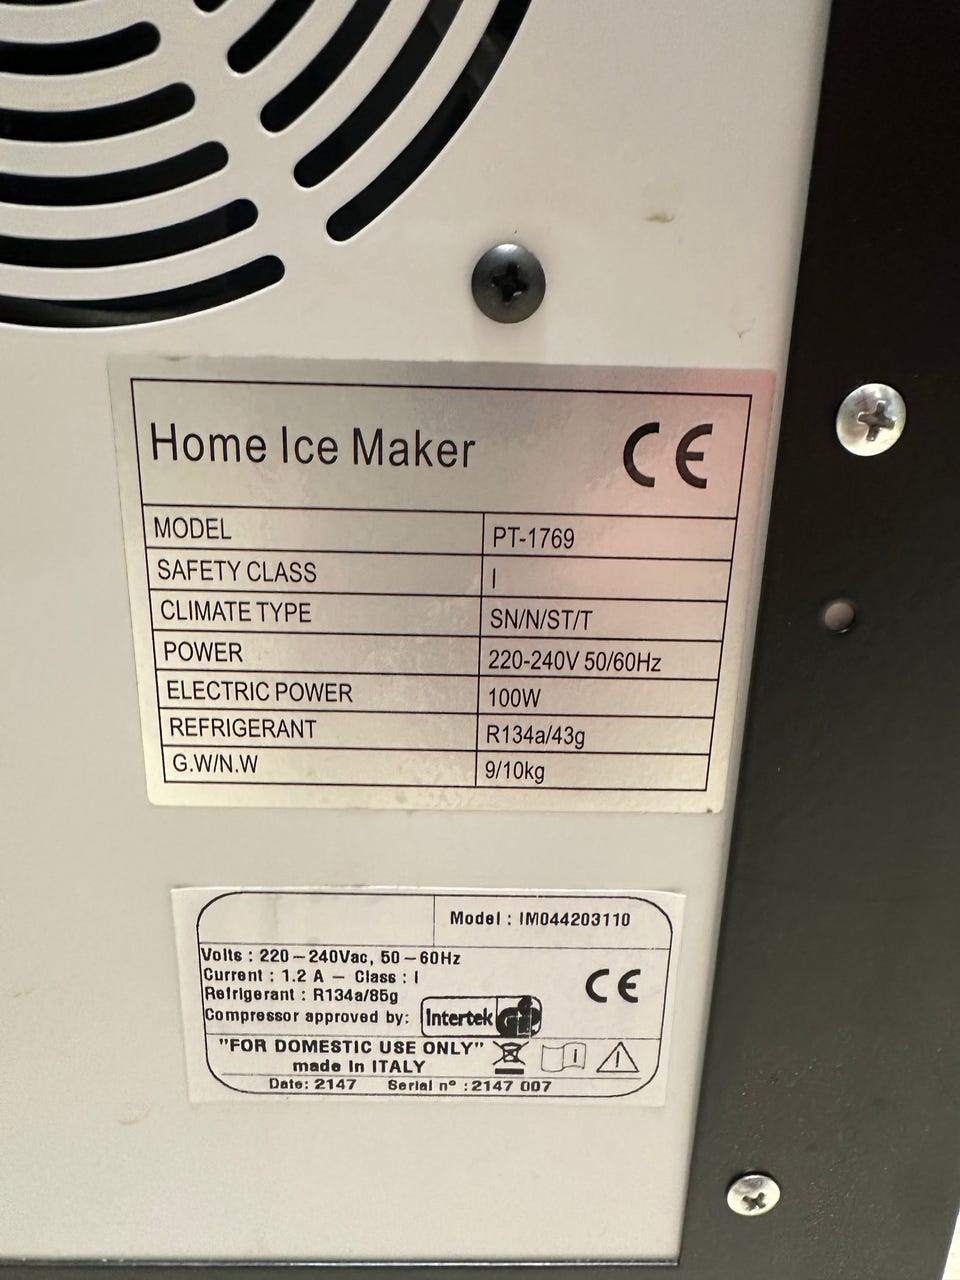 Home Ice Maker CE
MODEL PT-1769
SAFETY CLASS I
CLIMATE TYPE SN/N/ST/T
POWER 220-240V 50/60Hz
ELECTRIC POWER 100W
REFRIGERANT R134a/43g
G.W/N.W 9/10kg
Model : IM044203110
Volts : 220-240Vac, 50-60Hz
Current : 1.2 A - Class : I
Refrigerant : R134a/85g
CE
Compressor approved by: Intertek
"FOR DOMESTIC USE ONLY"
made In ITALY
Date: 2147 Serial n° :2147 007